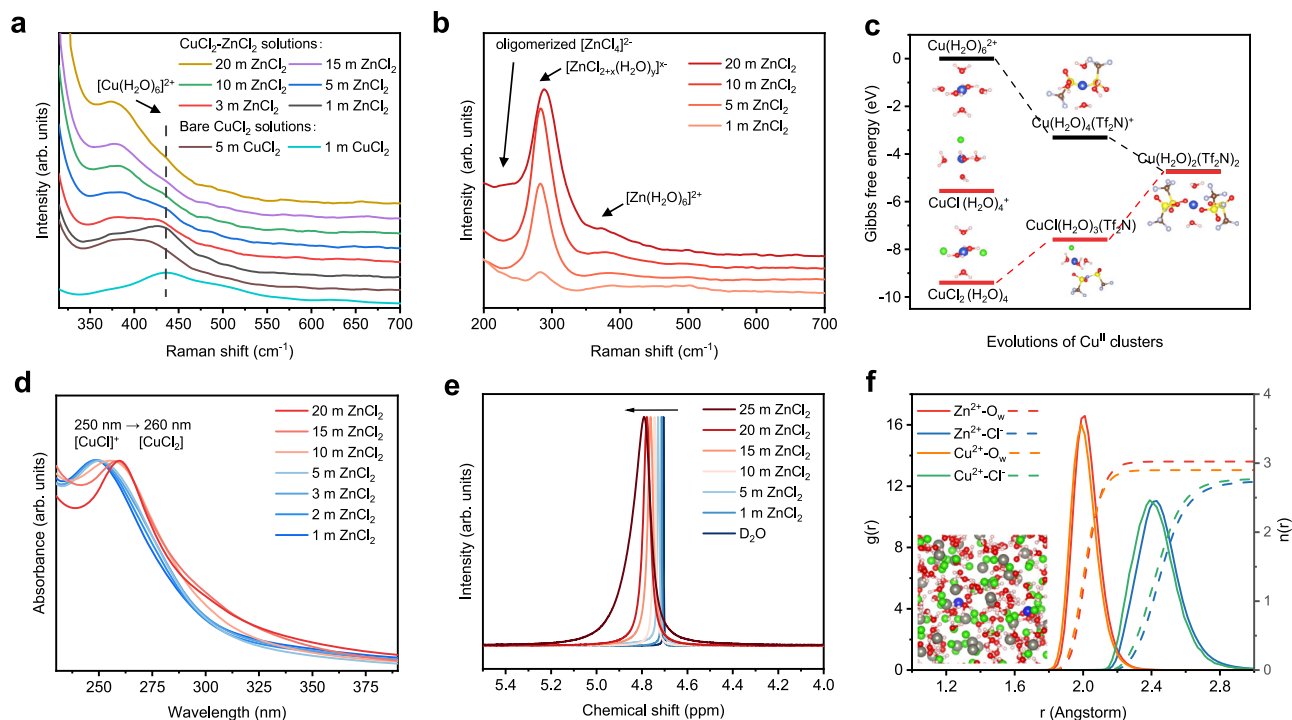 a
CuCl2-ZnCl2 solutions:
20 m ZnCl2
15 m ZnCl2
10 m ZnCl2
5 m ZnCl2
3 m ZnCl2
1 m ZnCl2
Bare CuCl2 solutions:
5 m CuCl2
1 m CuCl2
[Cu(H2O)6]2+
Intensity (arb. units)
350 400 450 500 550 600 650 700
Raman shift (cm-1)
b
oligomerized [ZnCl4]2-
[ZnCl2+x(H2O)y]x-
20 m ZnCl2
10 m ZnCl2
5 m ZnCl2
1 m ZnCl2
[Zn(H2O)6]2+
Intensity (arb. units)
200 300 400 500 600 700
Raman shift (cm-1)
c
Gibbs free energy (eV)
0
-2
-4
-6
-8
-10
Cu(H2O)62+
Cu(H2O)4(Tf2N)+
Cu(H2O)2(Tf2N)2
CuCl (H2O)4+
CuCl(H2O)3(Tf2N)
CuCl2 (H2O)4
Evolutions of CuII clusters
d
250 nm → 260 nm
[CuCl]+ [CuCl2]
20 m ZnCl2
15 m ZnCl2
10 m ZnCl2
5 m ZnCl2
3 m ZnCl2
2 m ZnCl2
1 m ZnCl2
Absorbance (arb. units)
250 275 300 325 350 375
Wavelength (nm)
e
25 m ZnCl2
20 m ZnCl2
15 m ZnCl2
10 m ZnCl2
5 m ZnCl2
1 m ZnCl2
D2O
Intensity (arb. units)
5.4 5.2 5.0 4.8 4.6 4.4 4.2 4.0
Chemical shift (ppm)
f
Zn2+-Ow
Zn2+-Cl-
Cu2+-Ow
Cu2+-Cl-
g(r)
16
12
8
4
0
n(r)
4
3
2
1
0
1.2 1.6 2.0 2.4 2.8
r (Angstorm)